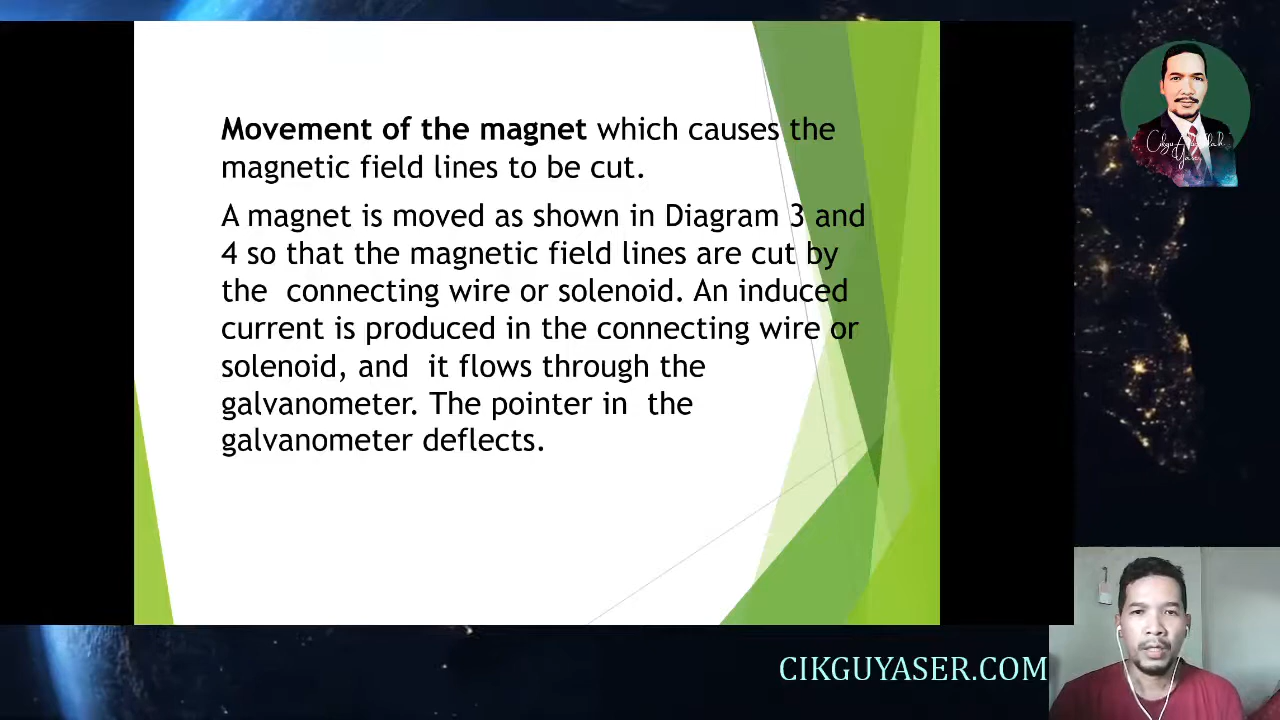 Movement of the magnet which causes the
magnetic field lines to be cut.
A magnet is moved as shown in Diagram 3 and
4 so that the magnetic field lines are cut by
the connecting wire or solenoid. An induced
current is produced in the connecting wire or
solenoid, and it flows through the
galvanometer. The pointer in the
galvanometer deflects.
CIKGUYASER.COM